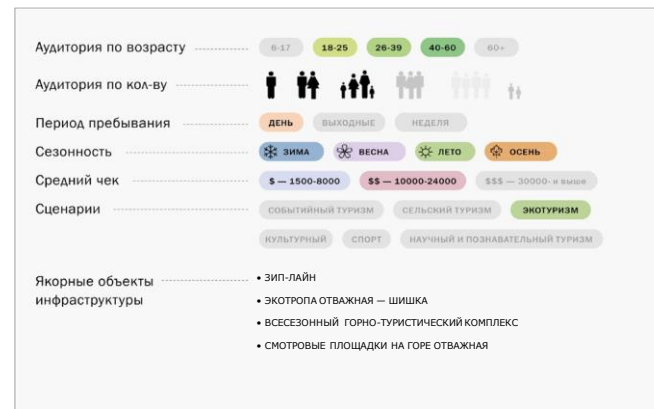 Аудитория по возрасту 6-17 18-25 26-39 40-60 60+
Аудитория по кол-ву
Период пребывания ДЕНЬ ВЫХОДНЫЕ НЕДЕЛЯ
Сезонность ЗИМА ВЕСНА ЛЕТО ОСЕНЬ
Средний чек $ — 1500-8000 $$ — 10000-24000 $$$ — 30000- и выше
Сценарии СОБЫТИЙНЫЙ ТУРИЗМ СЕЛЬСКИЙ ТУРИЗМ ЭКОТУРИЗМ
КУЛЬТУРНЫЙ СПОРТ НАУЧНЫЙ И ПОЗНАВАТЕЛЬНЫЙ ТУРИЗМ
Якорные объекты
инфраструктуры
• ЗИП-ЛАЙН
• ЭКОТРОПА ОТВАЖНАЯ — ШИШКА
• ВСЕСЕЗОННЫЙ ГОРНО-ТУРИСТИЧЕСКИЙ КОМПЛЕКС
• СМОТРОВЫЕ ПЛОЩАДКИ НА ГОРЕ ОТВАЖНАЯ